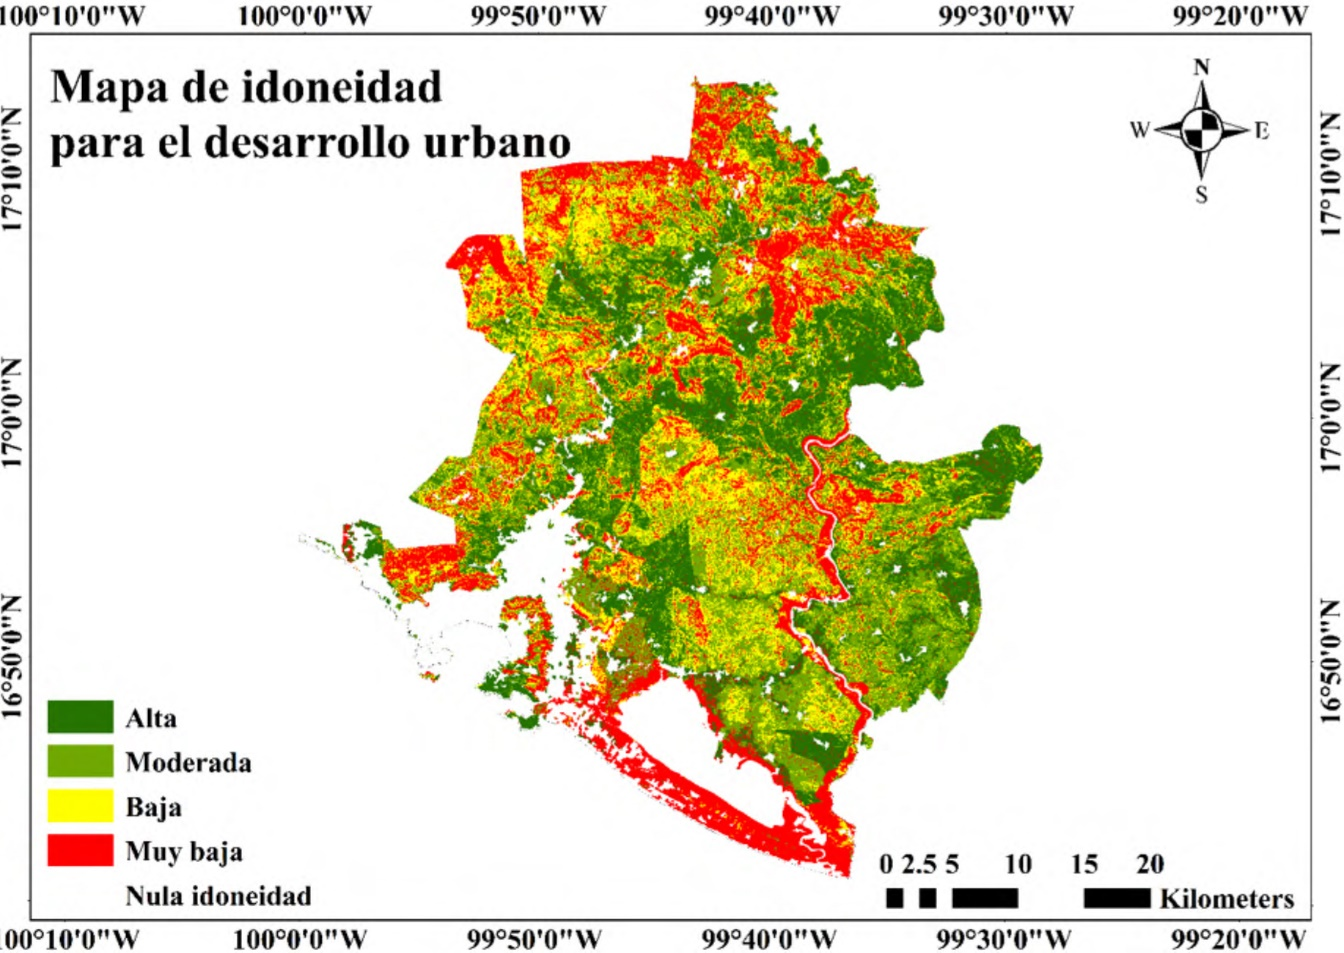 100°10'0"W 100°0'0"W 99°50'0"W 99°40'0"W 99°30'0"W 99°20'0"W
Mapa de idoneidad
para el desarrollo urbano
N
W E
S
17°10'0"N 17°10'0"N
17°0'0"N 17°0'0"N
16°50'0"N 16°50'0"N
Alta
Moderada
Baja
Muy baja
Nula idoneidad
0 2.5 5 10 15 20
Kilometers
100°10'0"W 100°0'0"W 99°50'0"W 99°40'0"W 99°30'0"W 99°20'0"W